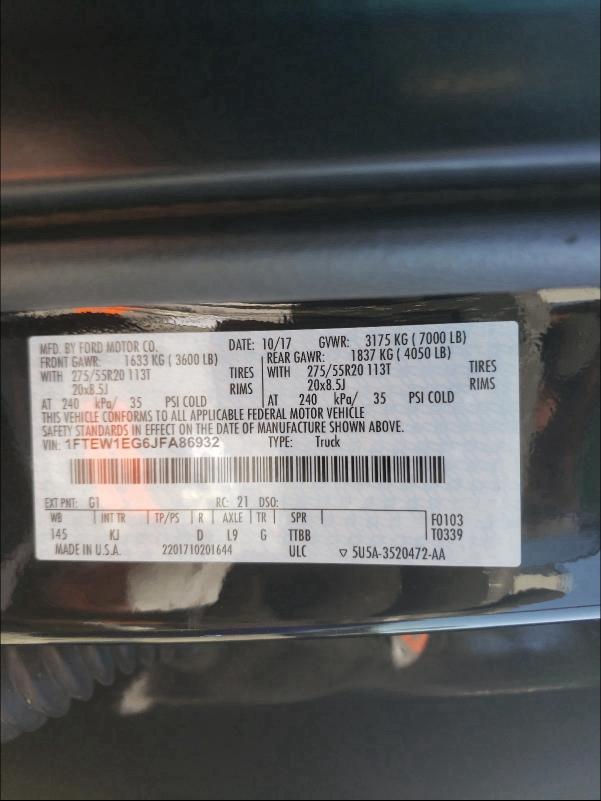 MFD. BY FORD MOTOR CO. DATE: 10/17 GVWR: 3175 KG ( 7000 LB)
FRONT GAWR: 1633 KG ( 3600 LB) REAR GAWR: 1837 KG ( 4050 LB)
WITH 275/55R20 113T TIRES WITH 275/55R20 113T TIRES
20x8.5J RIMS 20x8.5J RIMS
AT 240 kPa/ 35 PSI COLD AT 240 kPa/ 35 PSI COLD
THIS VEHICLE CONFORMS TO ALL APPLICABLE FEDERAL MOTOR VEHICLE
SAFETY STANDARDS IN EFFECT ON THE DATE OF MANUFACTURE SHOWN ABOVE.
VIN: 1FTEW1EG6JFA86932 TYPE: Truck
EXT PNT: G1 RC: 21 DSO:
WB INT TR TP/PS R AXLE TR SPR F0103
145 KJ D L9 G TTBB T0339
MADE IN U.S.A. 2201710201644 ULC ▽ 5U5A-3520472-AA